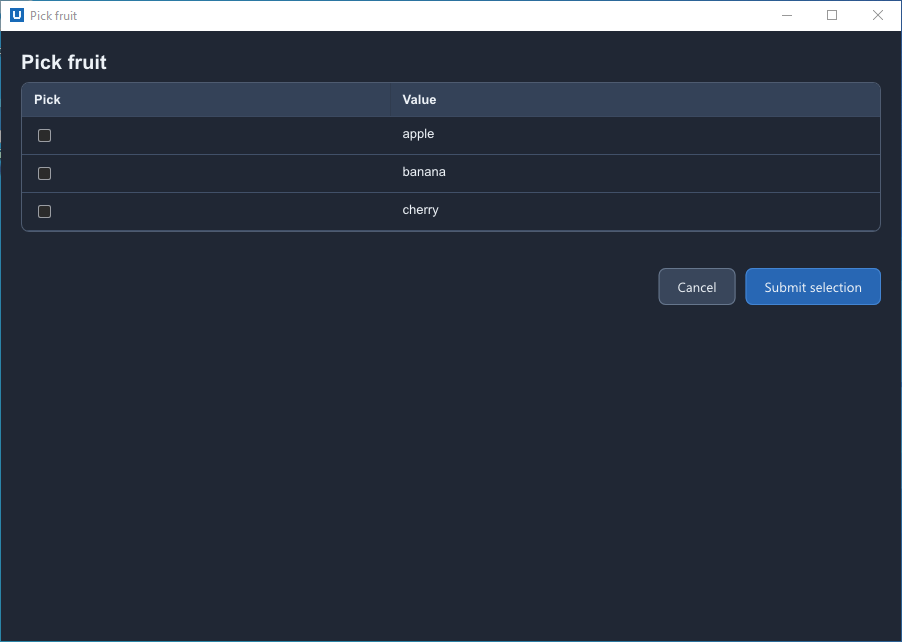 U Pick fruit
Pick fruit
Pick Value
apple
banana
cherry
Cancel Submit selection